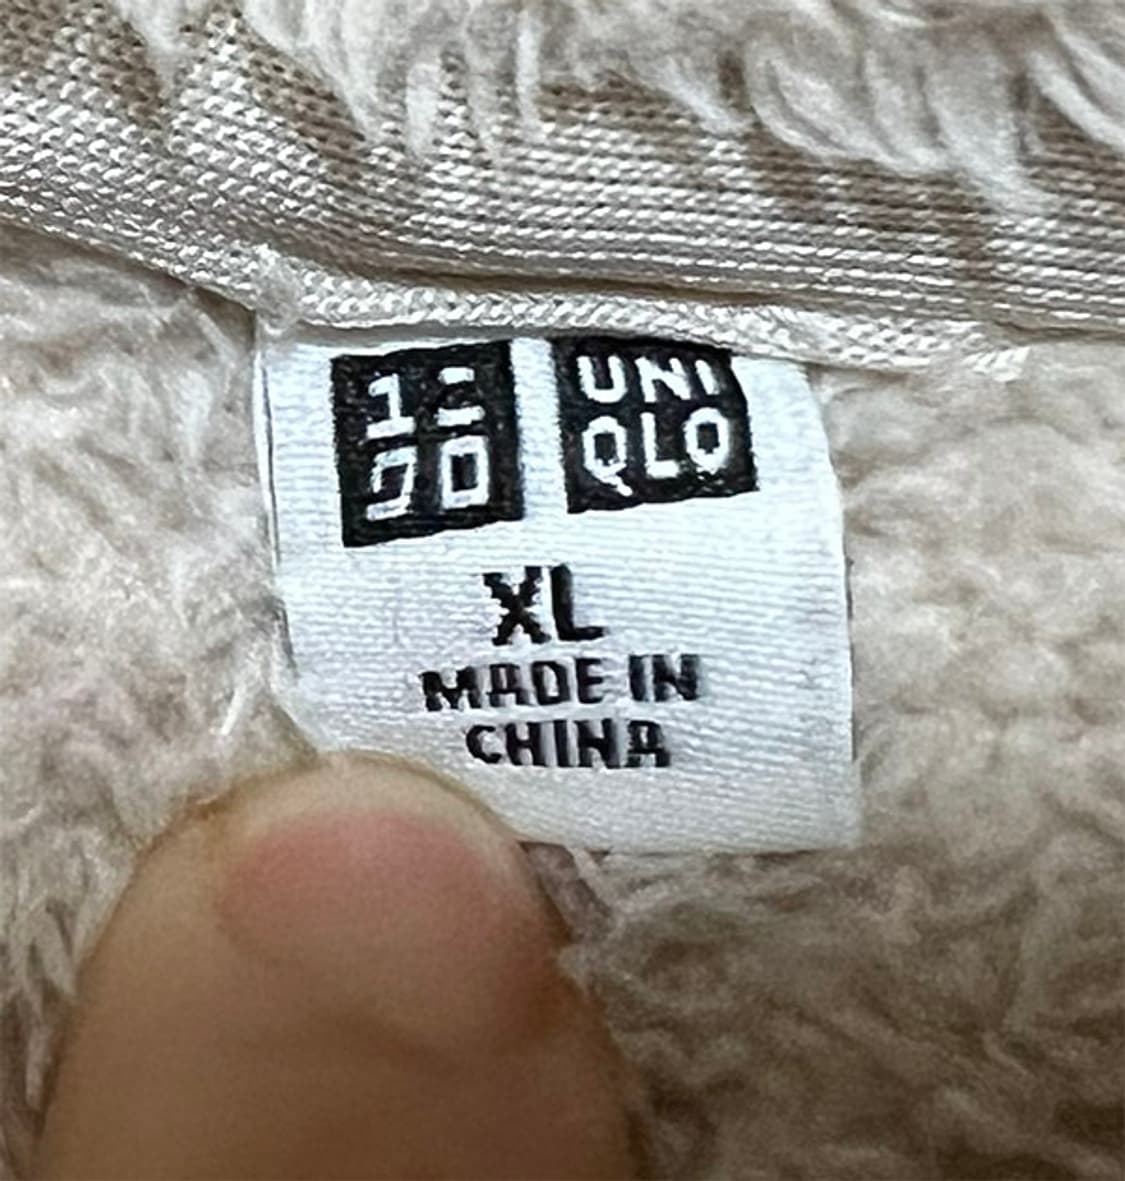 ユニ
クロ
UNI
QLO
XL
MADE IN
CHINA